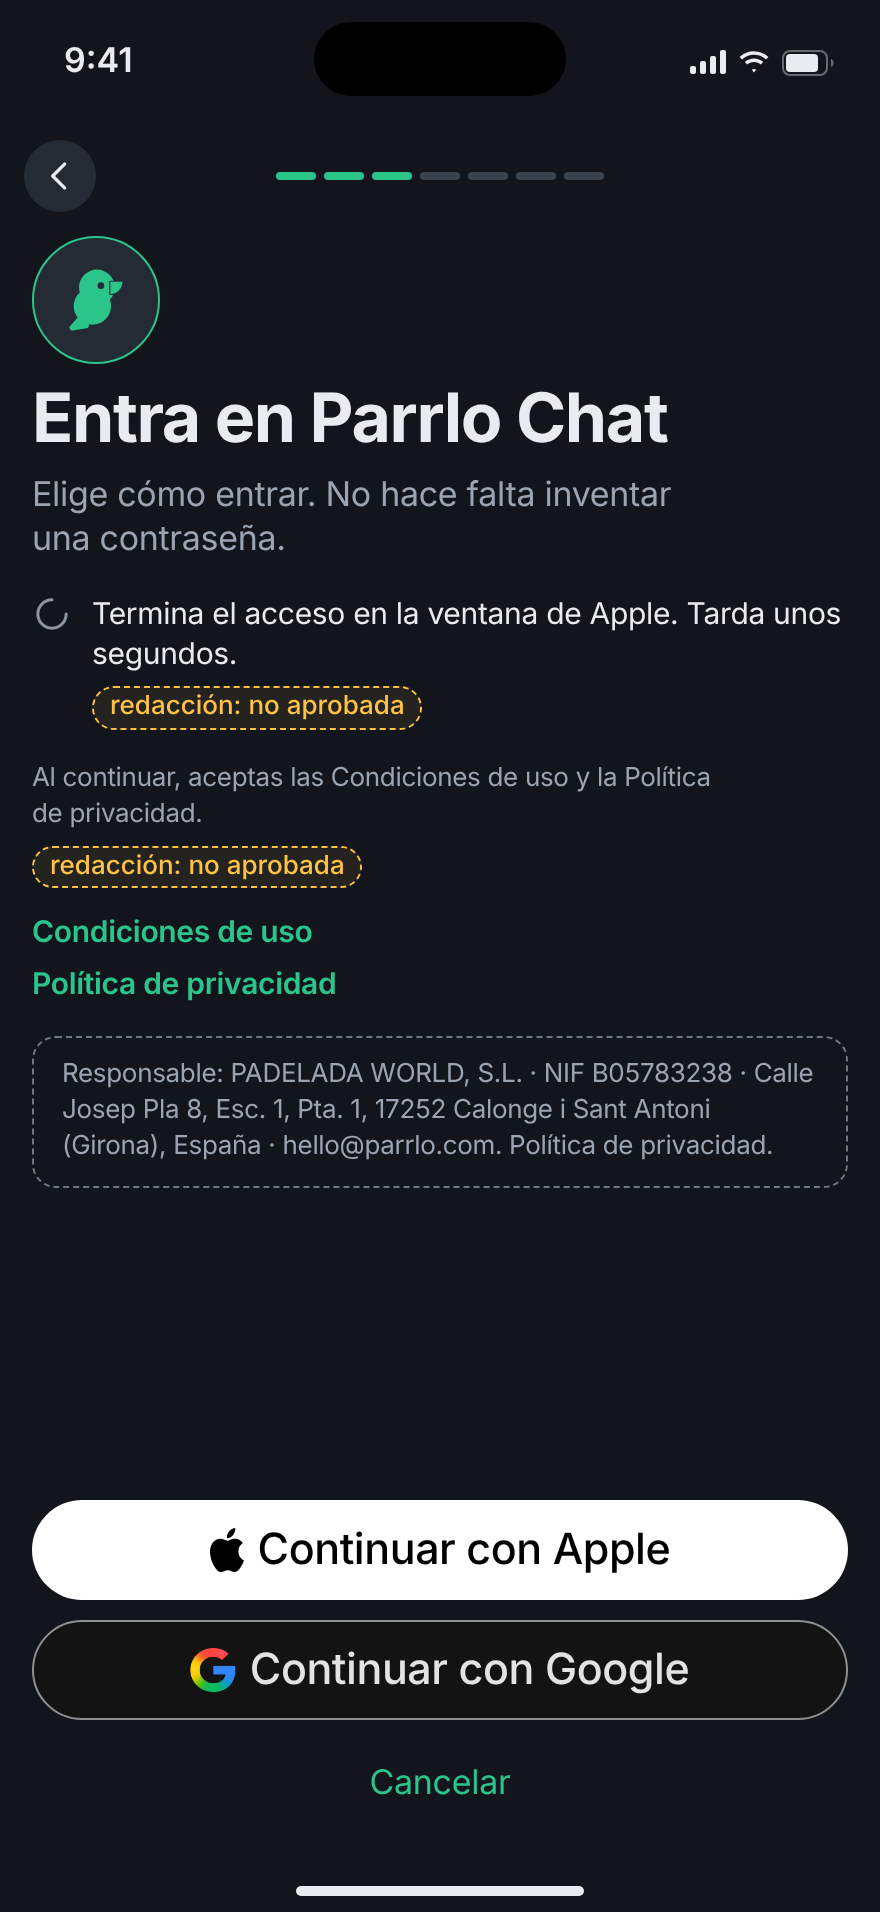 9:41
Entra en Parrlo Chat
Elige cómo entrar. No hace falta inventar
una contraseña.
Termina el acceso en la ventana de Apple. Tarda unos
segundos.
redacción: no aprobada
Al continuar, aceptas las Condiciones de uso y la Política
de privacidad.
redacción: no aprobada
Condiciones de uso
Política de privacidad
Responsable: PADELADA WORLD, S.L. · NIF B05783238 · Calle
Josep Pla 8, Esc. 1, Pta. 1, 17252 Calonge i Sant Antoni
(Girona), España · hello@parrlo.com. Política de privacidad.
Continuar con Apple
Continuar con Google
Cancelar